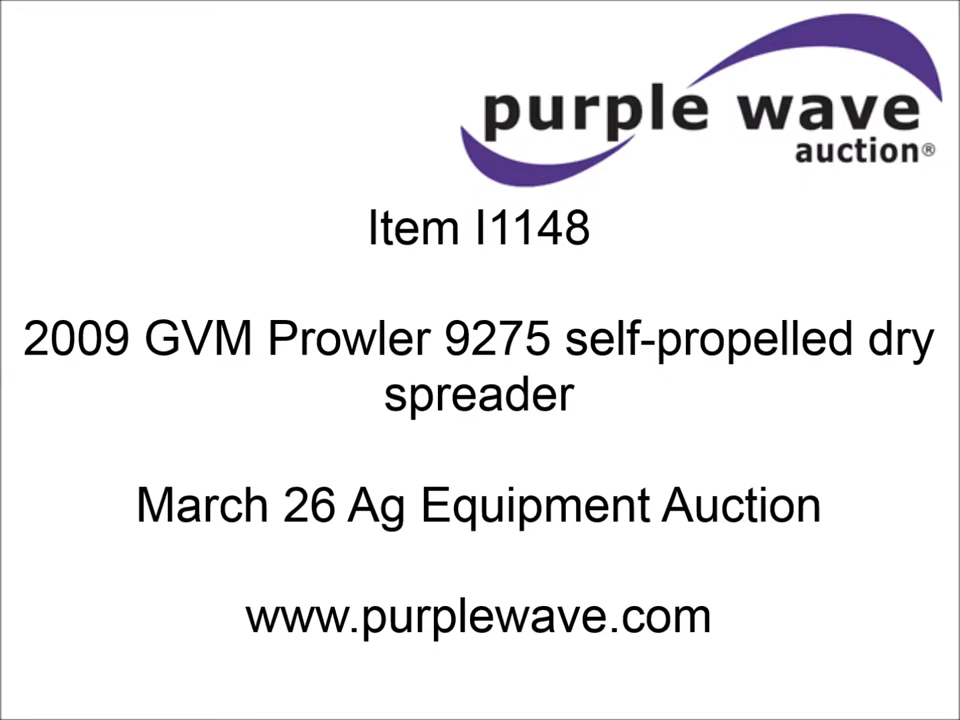 purple wave
auction®
Item I1148
2009 GVM Prowler 9275 self-propelled dry
spreader
March 26 Ag Equipment Auction
www.purplewave.com